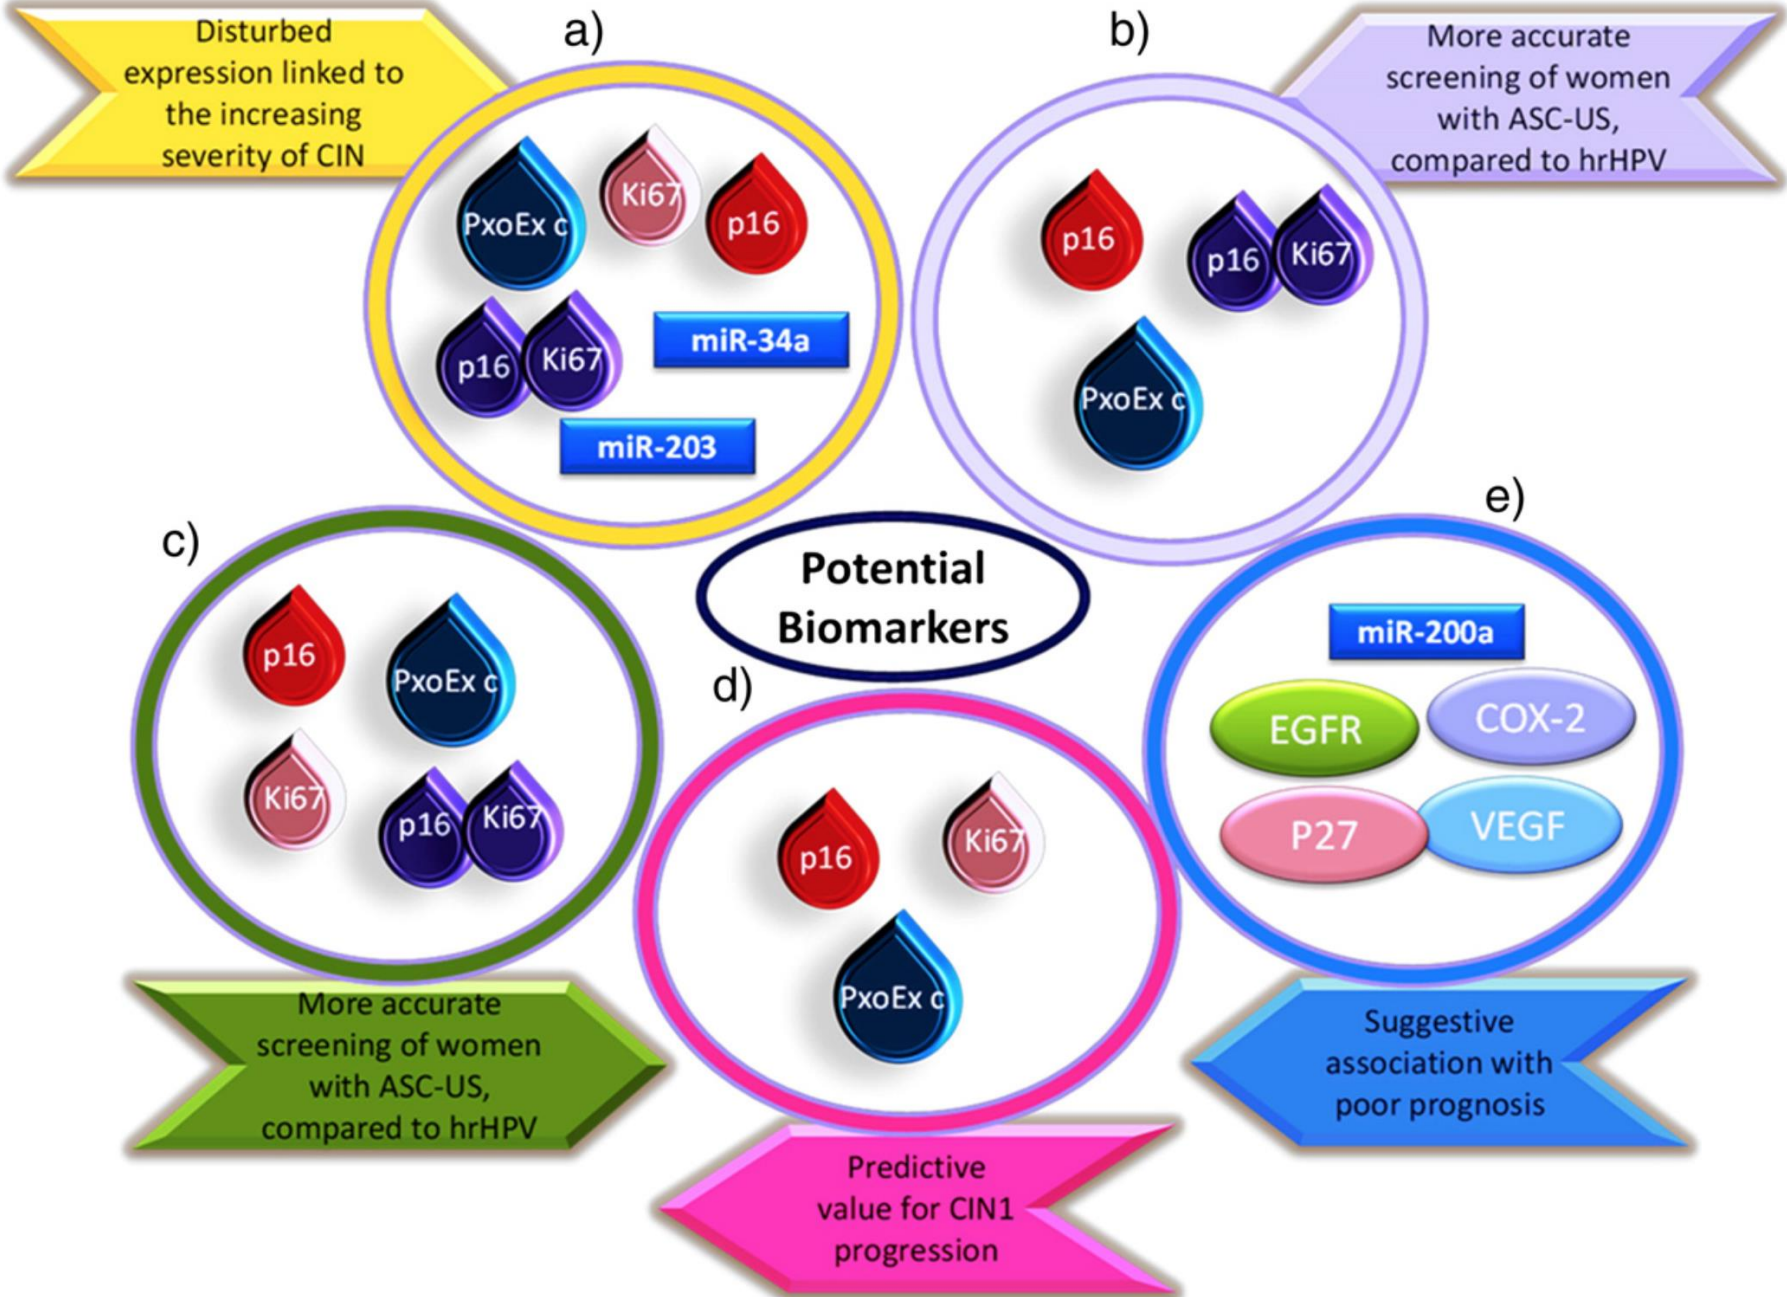 a)
Disturbed
expression linked to
the increasing
severity of CIN
PxoEx c
Ki67
p16
p16
Ki67
miR-34a
miR-203
b)
More accurate
screening of women
with ASC-US,
compared to hrHPV
p16
p16
Ki67
PxoEx c
Potential
Biomarkers
c)
p16
PxoEx c
Ki67
p16
Ki67
More accurate
screening of women
with ASC-US,
compared to hrHPV
d)
p16
Ki67
PxoEx c
Predictive
value for CIN1
progression
e)
miR-200a
EGFR
COX-2
P27
VEGF
Suggestive
association with
poor prognosis